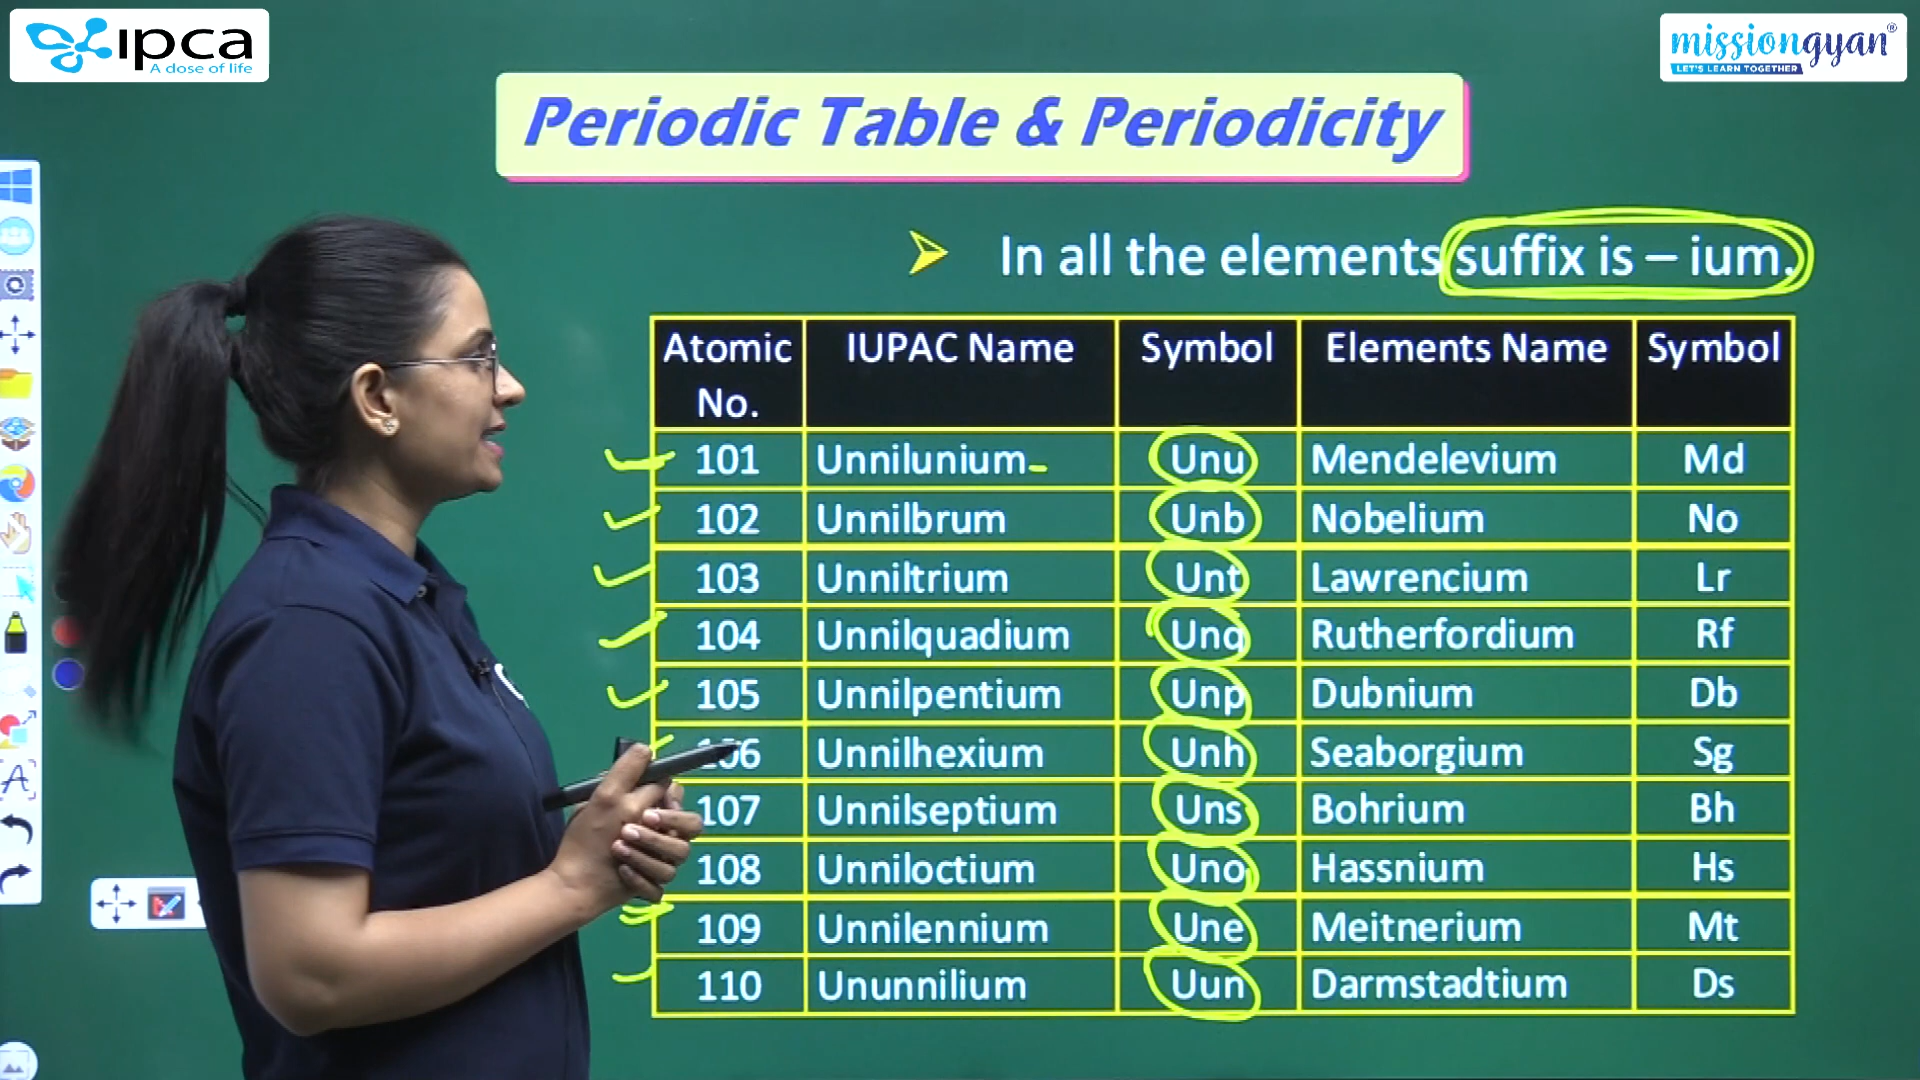 ipca
A dose of life
missiongyan®
LET'S LEARN TOGETHER
Periodic Table & Periodicity
➢ In all the elements suffix is – ium.
Atomic No. IUPAC Name Symbol Elements Name Symbol
101 Unnilunium Unu Mendelevium Md
102 Unnilbrum Unb Nobelium No
103 Unniltrium Unt Lawrencium Lr
104 Unnilquadium Unq Rutherfordium Rf
105 Unnilpentium Unp Dubnium Db
106 Unnilhexium Unh Seaborgium Sg
107 Unnilseptium Uns Bohrium Bh
108 Unniloctium Uno Hassnium Hs
109 Unnilennium Une Meitnerium Mt
110 Ununnilium Uun Darmstadtium Ds